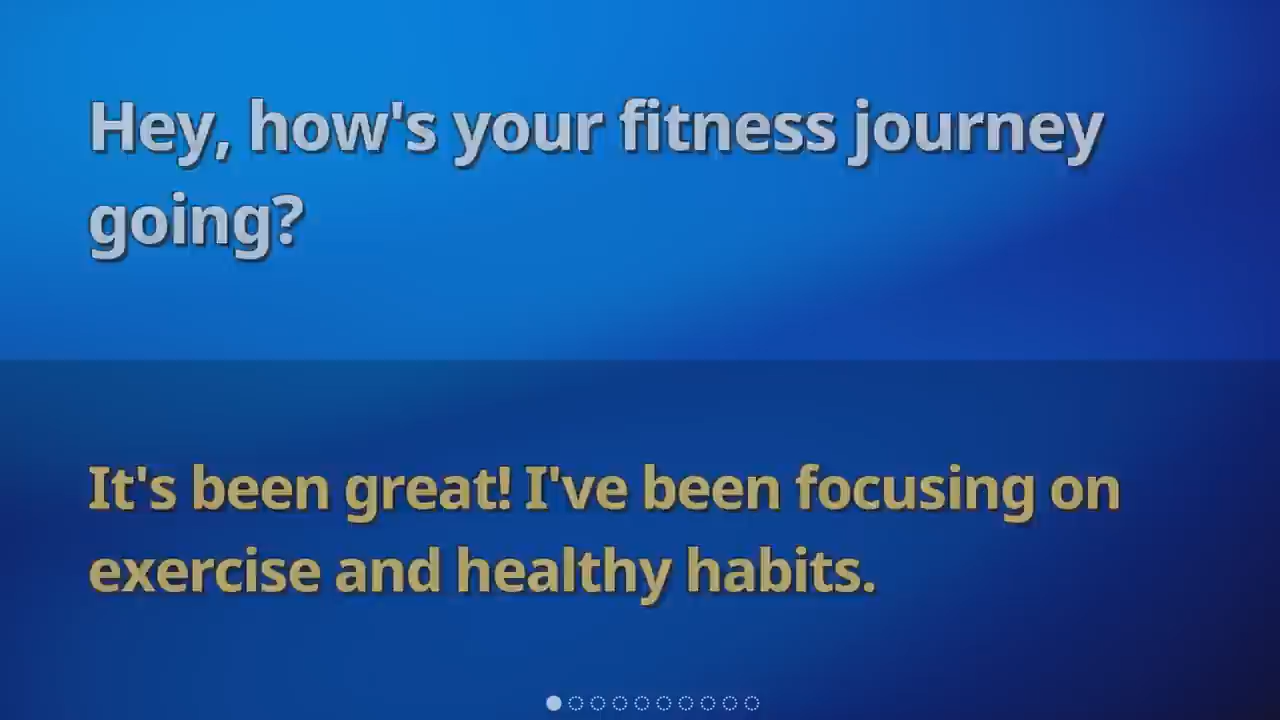 Hey, how's your fitness journey
going?
It's been great! I've been focusing on
exercise and healthy habits.